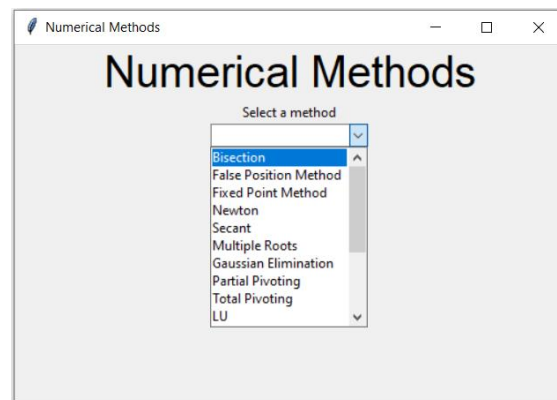 Numerical Methods
Numerical Methods
Select a method
Bisection
False Position Method
Fixed Point Method
Newton
Secant
Multiple Roots
Gaussian Elimination
Partial Pivoting
Total Pivoting
LU